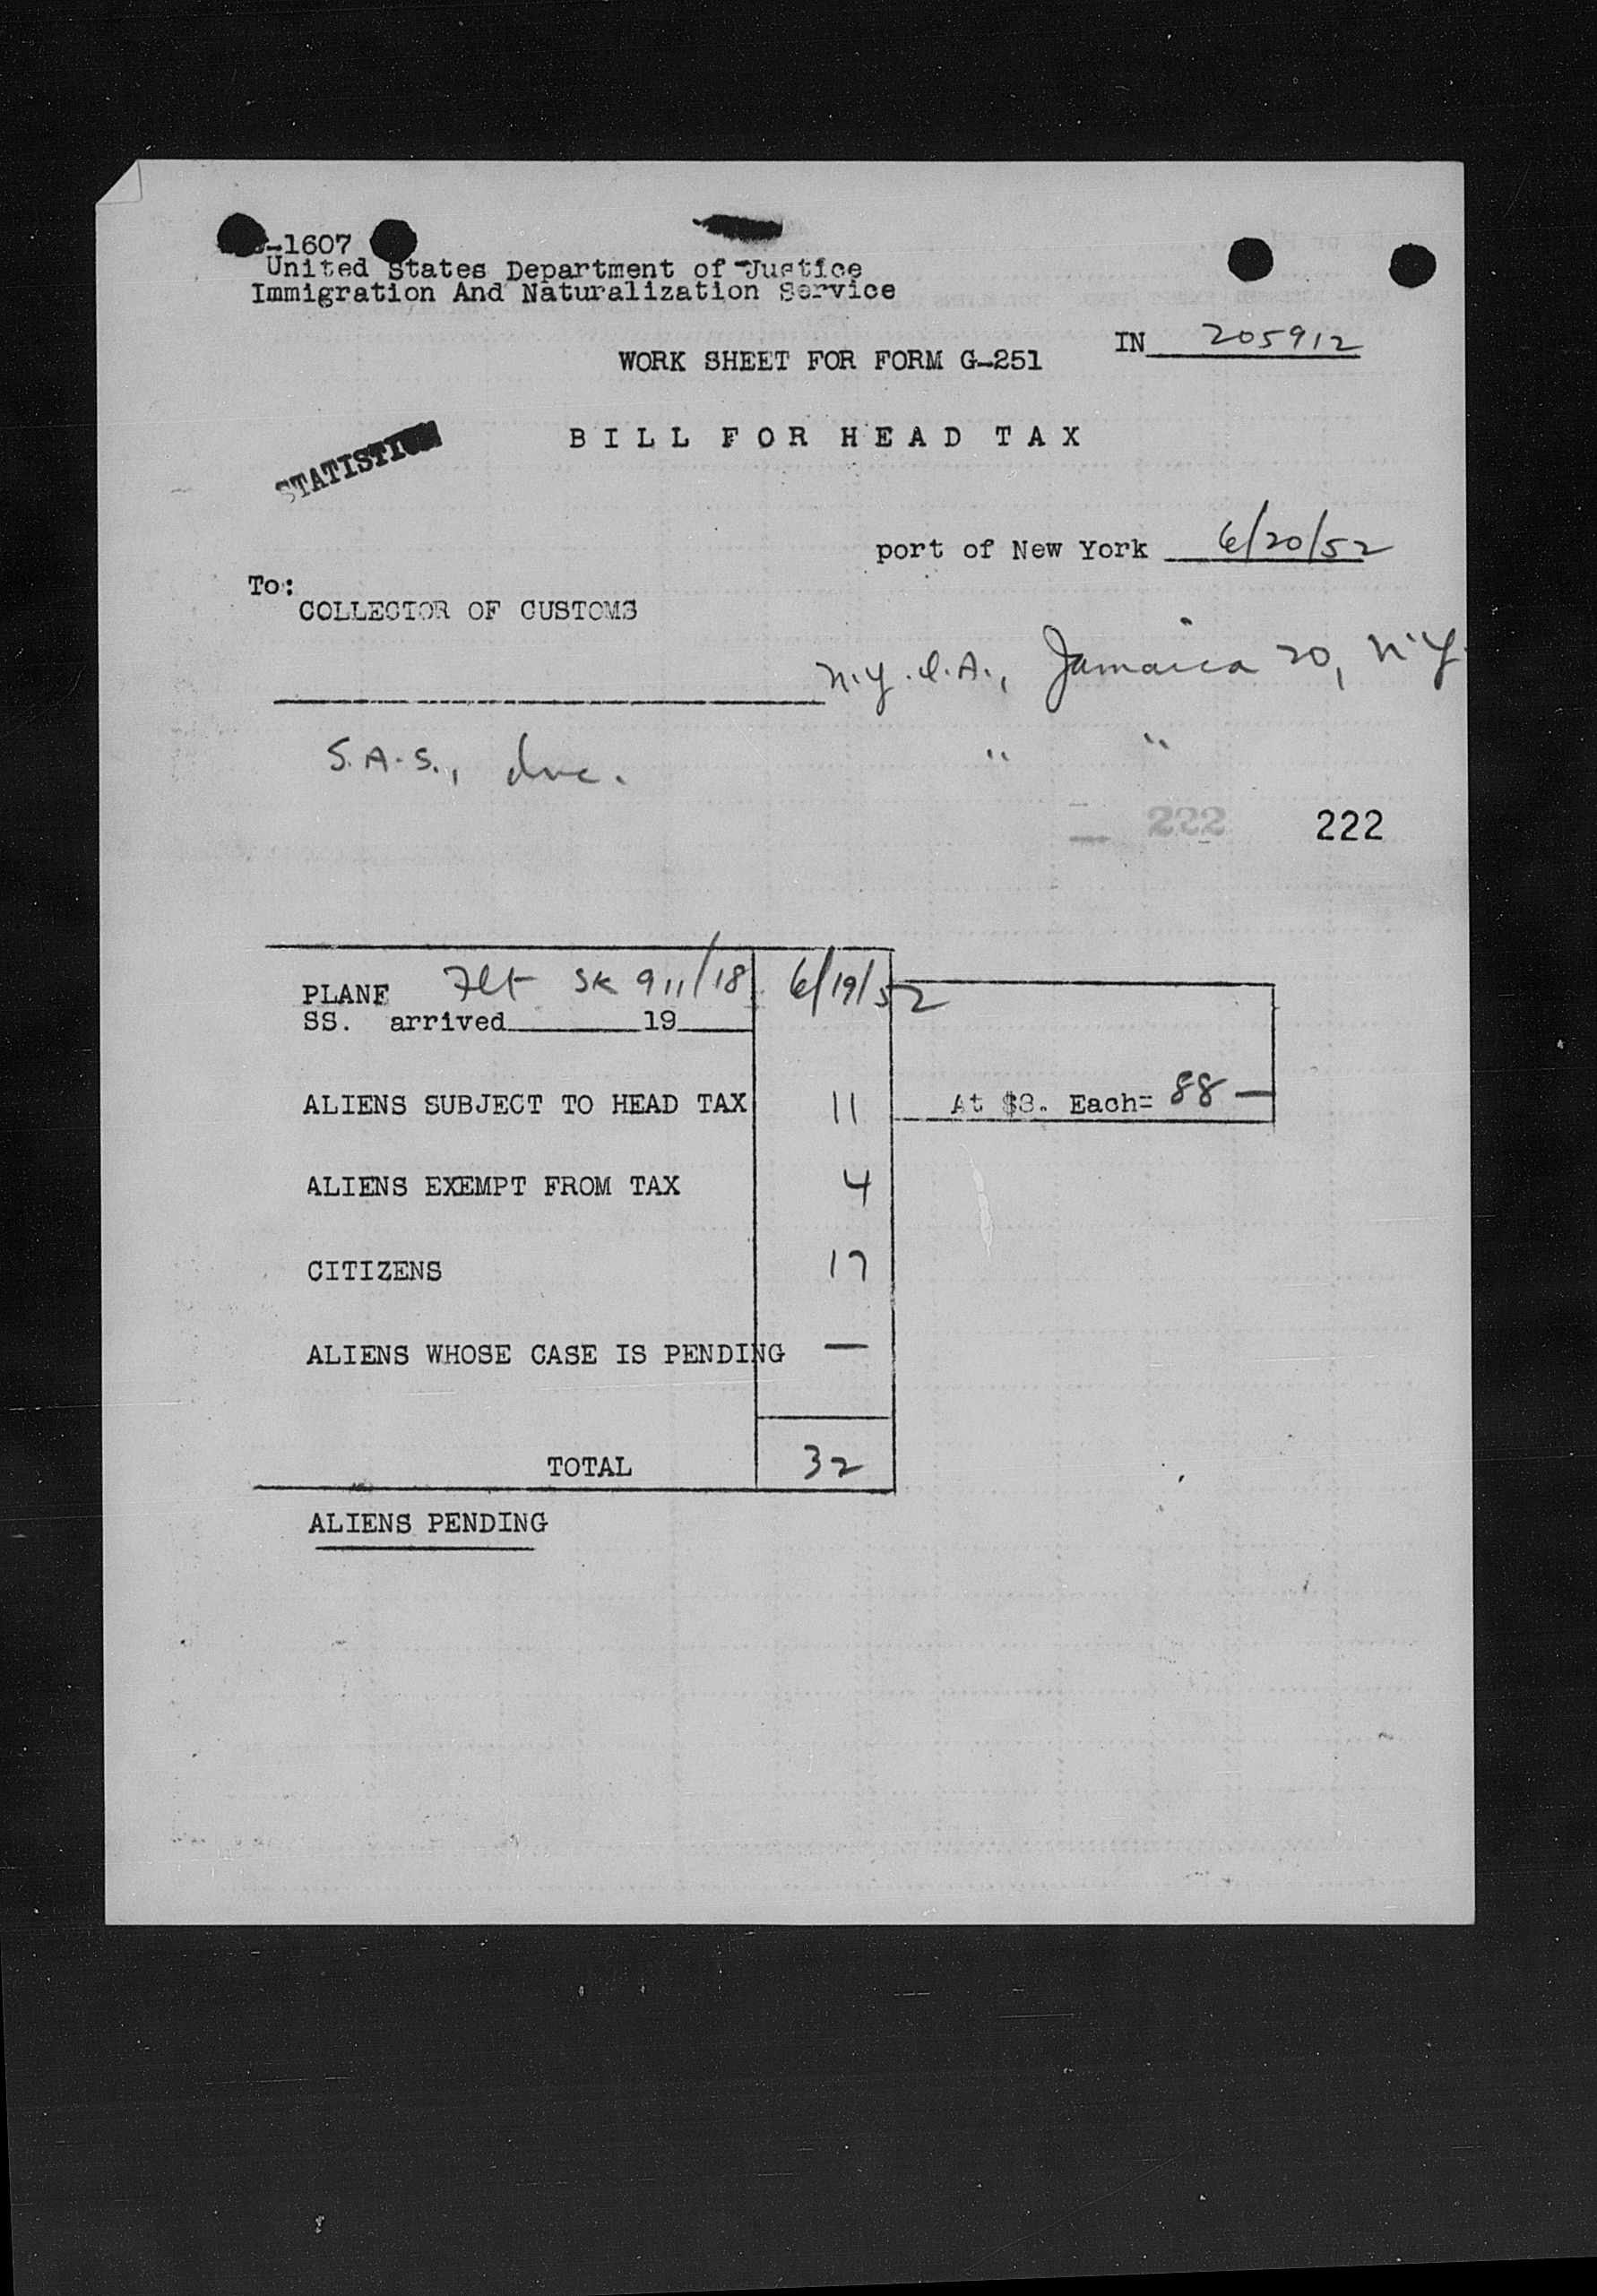 -1607
United States Department of Justice
Immigration And Naturalization Service
IN 205912
WORK SHEET FOR FORM G-251
BILL FOR HEAD TAX
STATISTICS
port of New York 6/20/52
To:
COLLECTOR OF CUSTOMS
N.Y.I.A., Jamaica 20, N.Y.
S.A.S., Inc. " "
222 222
PLANE Flt SK 911/18 6/19/52
SS. arrived 19
ALIENS SUBJECT TO HEAD TAX 11 At $8. Each= 88 —
ALIENS EXEMPT FROM TAX 4
CITIZENS 17
ALIENS WHOSE CASE IS PENDING —
TOTAL 32
ALIENS PENDING